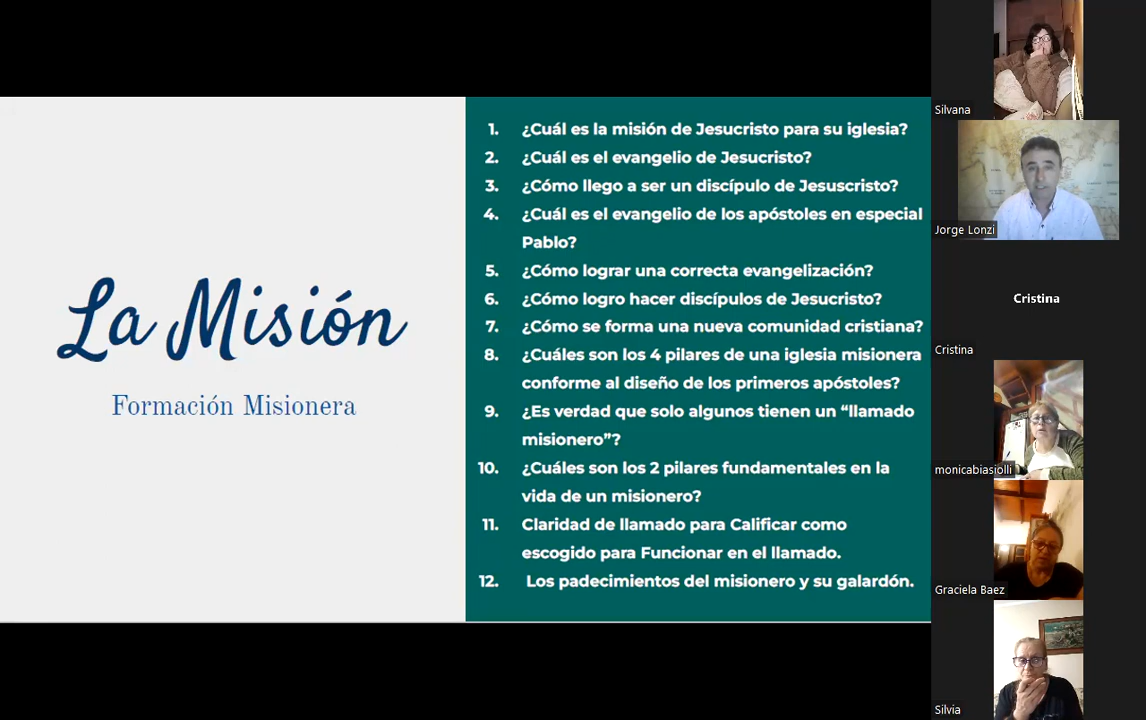 La Misión
Formación Misionera
1. ¿Cuál es la misión de Jesucristo para su iglesia?
2. ¿Cuál es el evangelio de Jesucristo?
3. ¿Cómo llego a ser un discípulo de Jesuscristo?
4. ¿Cuál es el evangelio de los apóstoles en especial
Pablo?
5. ¿Cómo lograr una correcta evangelización?
6. ¿Cómo logro hacer discípulos de Jesucristo?
7. ¿Cómo se forma una nueva comunidad cristiana?
8. ¿Cuáles son los 4 pilares de una iglesia misionera
conforme al diseño de los primeros apóstoles?
9. ¿Es verdad que solo algunos tienen un “llamado
misionero”?
10. ¿Cuáles son los 2 pilares fundamentales en la
vida de un misionero?
11. Claridad de llamado para Calificar como
escogido para Funcionar en el llamado.
12. Los padecimientos del misionero y su galardón.
Silvana
Jorge Lonzi
Cristina
Cristina
monicabiasiolli
Graciela Baez
Silvia